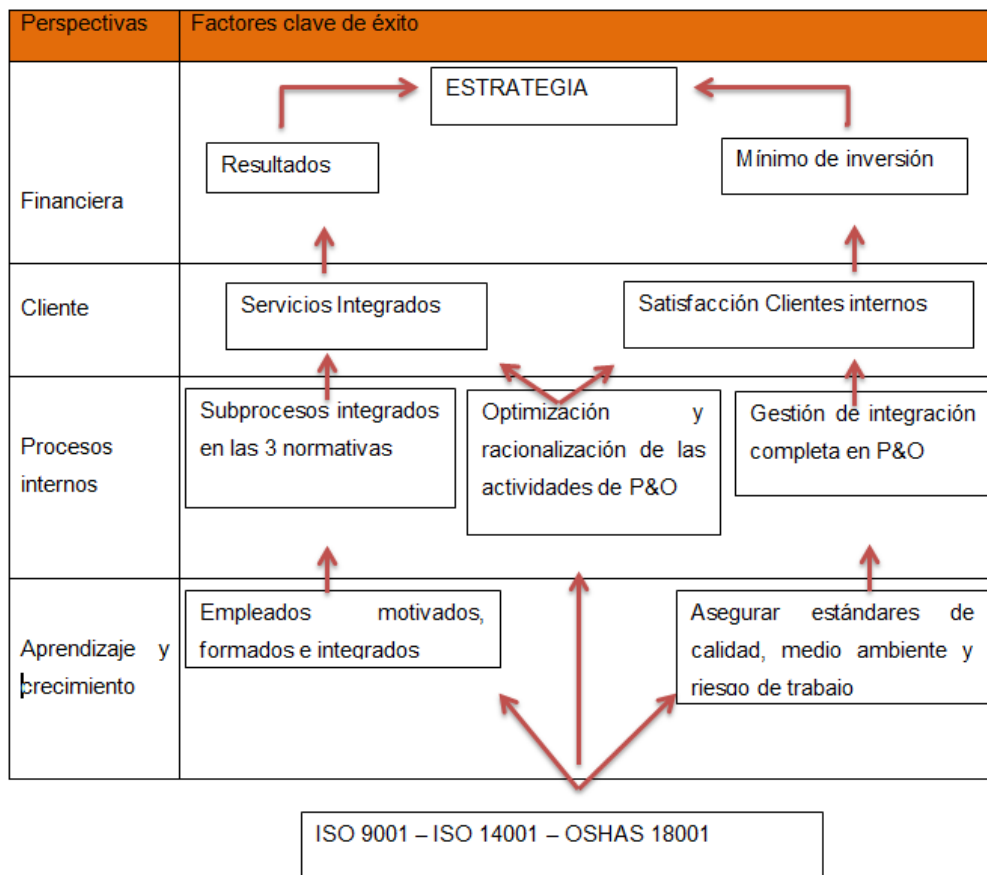 Perspectivas
Factores clave de éxito
ESTRATEGIA
Resultados
Mínimo de inversión
Financiera
Cliente
Servicios Integrados
Satisfacción Clientes internos
Procesos
internos
Subprocesos integrados
en las 3 normativas
Optimización y
racionalización de las
actividades de P&O
Gestión de integración
completa en P&O
Aprendizaje y
crecimiento
Empleados motivados,
formados e integrados
Asegurar estándares de
calidad, medio ambiente y
riesgo de trabajo
ISO 9001 – ISO 14001 – OSHAS 18001